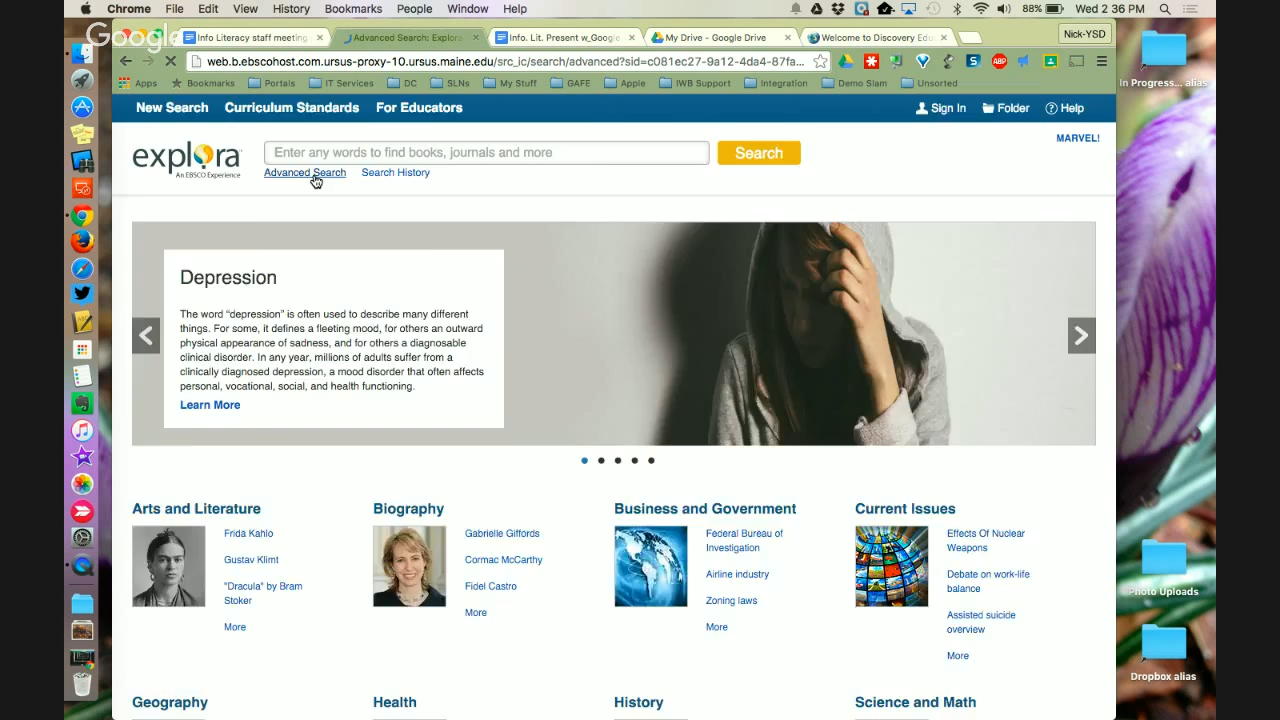 Chrome File Edit View History Bookmarks People Window Help 88% Wed 2 36 PM
Google
Info Literacy staff meeting Advanced Search: Explora Info. Lit. Present w_Google My Drive - Google Drive Welcome to Discovery Edu Nick-YSD
web.b.ebscohost.com.ursus-proxy-10.ursus.maine.edu/src_ic/search/advanced?sid=c081ec27-9a12-4da4-87fa...
Apps Bookmarks Portals IT Services DC SLNs My Stuff GAFE Apple IWB Support Integration Demo Slam Unsorted
In Progress... alias
New Search Curriculum Standards For Educators Sign In Folder Help
MARVEL!
explora
An EBSCO Experience
Enter any words to find books, journals and more
Search
Advanced Search Search History
Depression
The word “depression” is often used to describe many different
things. For some, it defines a fleeting mood, for others an outward
physical appearance of sadness, and for others a diagnosable
clinical disorder. In any year, millions of adults suffer from a
clinically diagnosed depression, a mood disorder that often affects
personal, vocational, social, and health functioning.
Learn More
Arts and Literature
Frida Kahlo
Gustav Klimt
"Dracula" by Bram
Stoker
More
Biography
Gabrielle Giffords
Cormac McCarthy
Fidel Castro
More
Business and Government
Federal Bureau of
Investigation
Airline industry
Zoning laws
More
Current Issues
Effects Of Nuclear
Weapons
Debate on work-life
balance
Assisted suicide
overview
More
Photo Uploads
Dropbox alias
Geography
Health
History
Science and Math